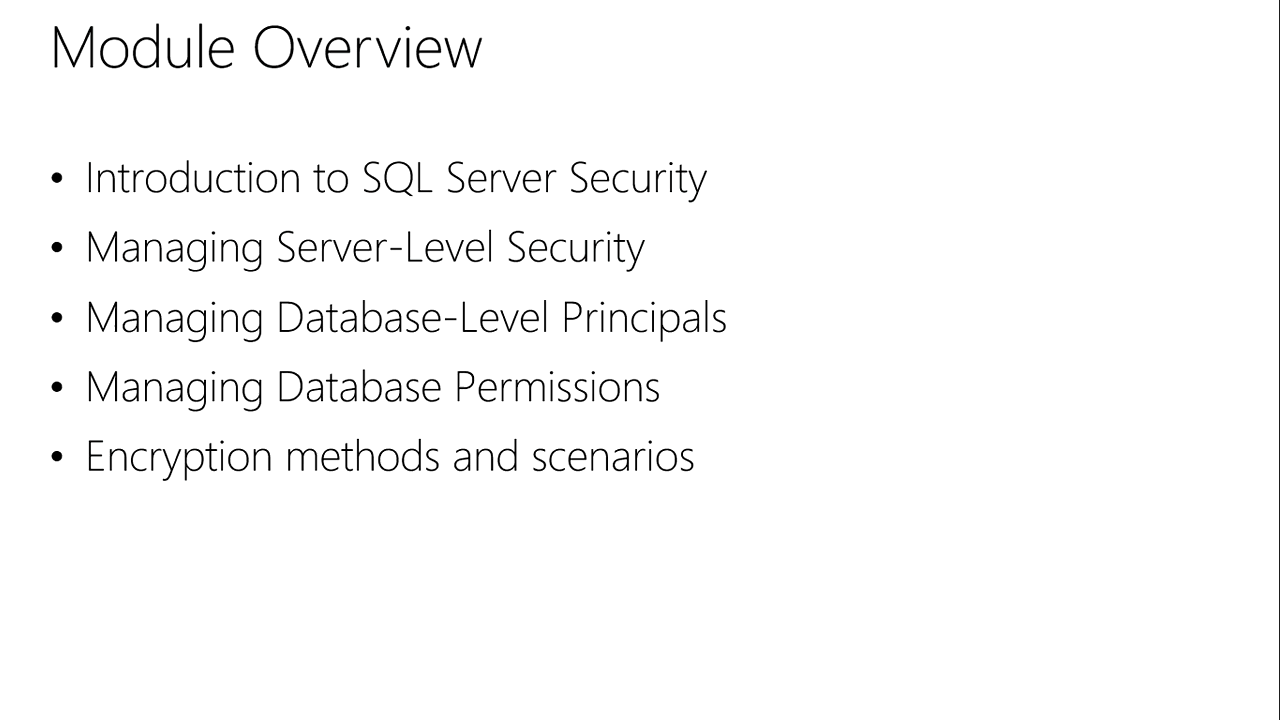 Module Overview
• Introduction to SQL Server Security
• Managing Server-Level Security
• Managing Database-Level Principals
• Managing Database Permissions
• Encryption methods and scenarios